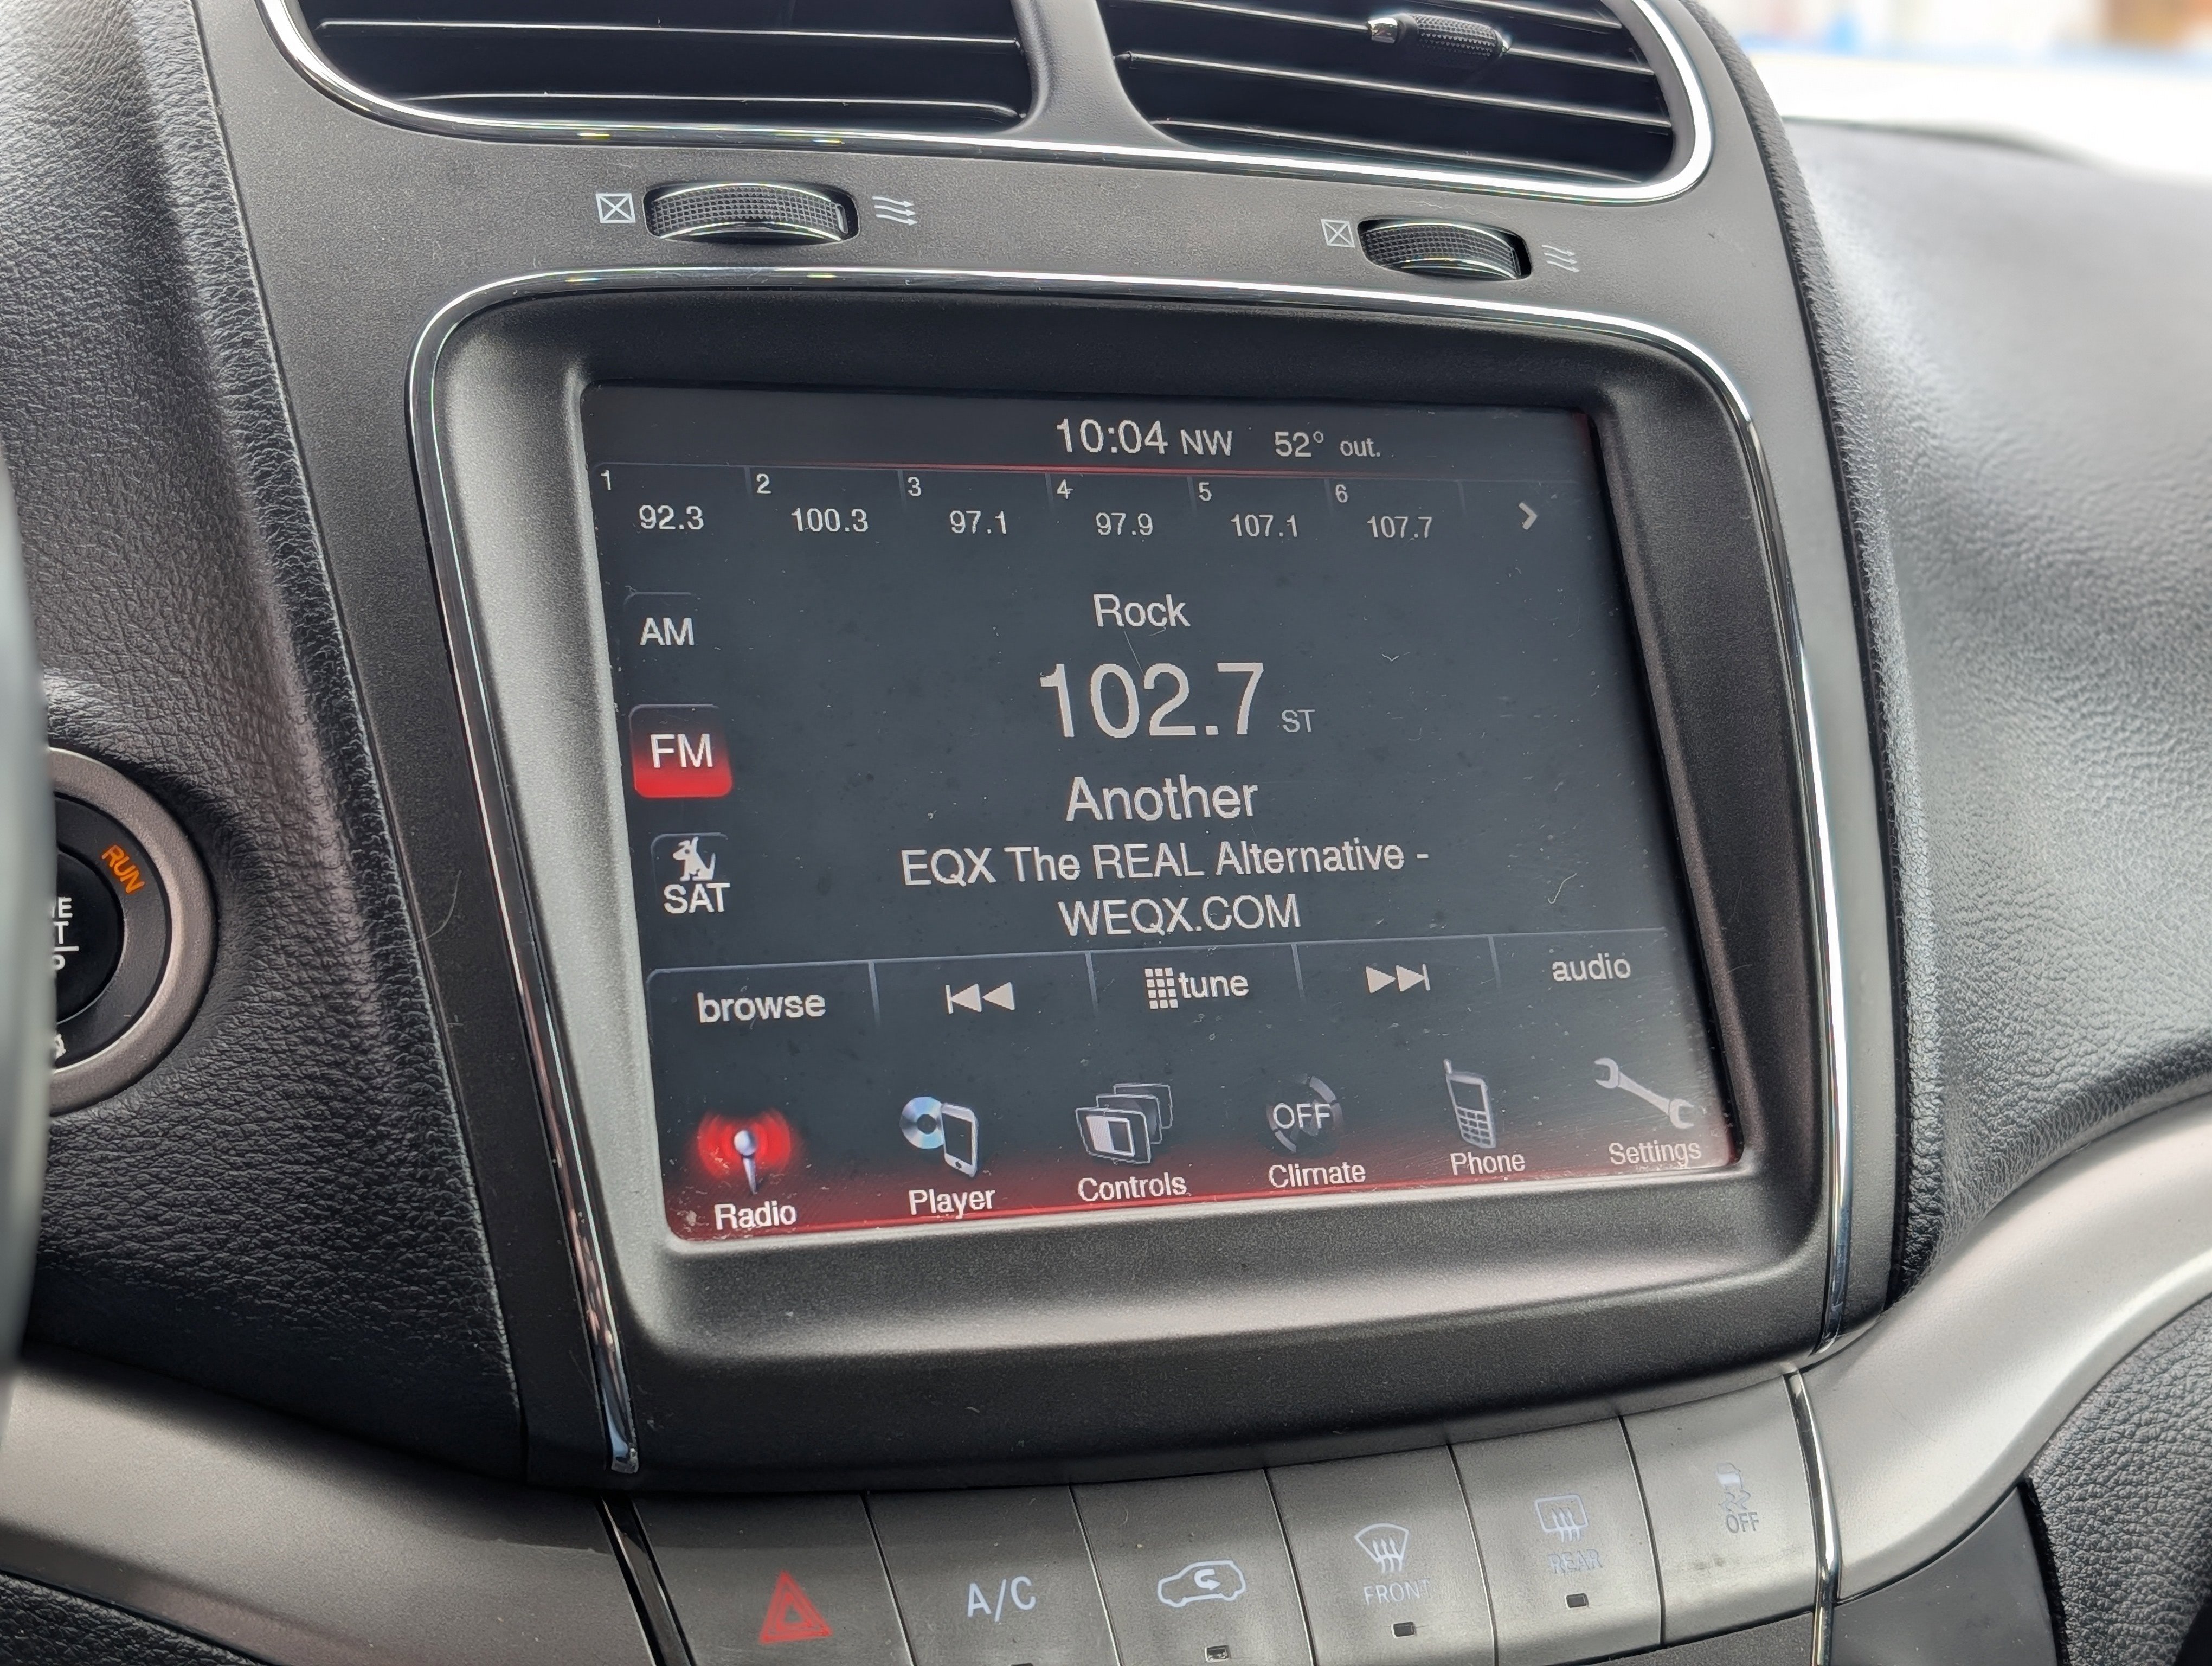 10:04 NW 52° out.
1 2 3 4 5 6
92.3 100.3 97.1 97.9 107.1 107.7
Rock
AM
102.7 ST
FM
Another
EQX The REAL Alternative -
SAT
WEQX.COM
browse tune audio
OFF
Radio Player Controls Climate Phone Settings
RUN
A/C
FRONT
REAR
OFF